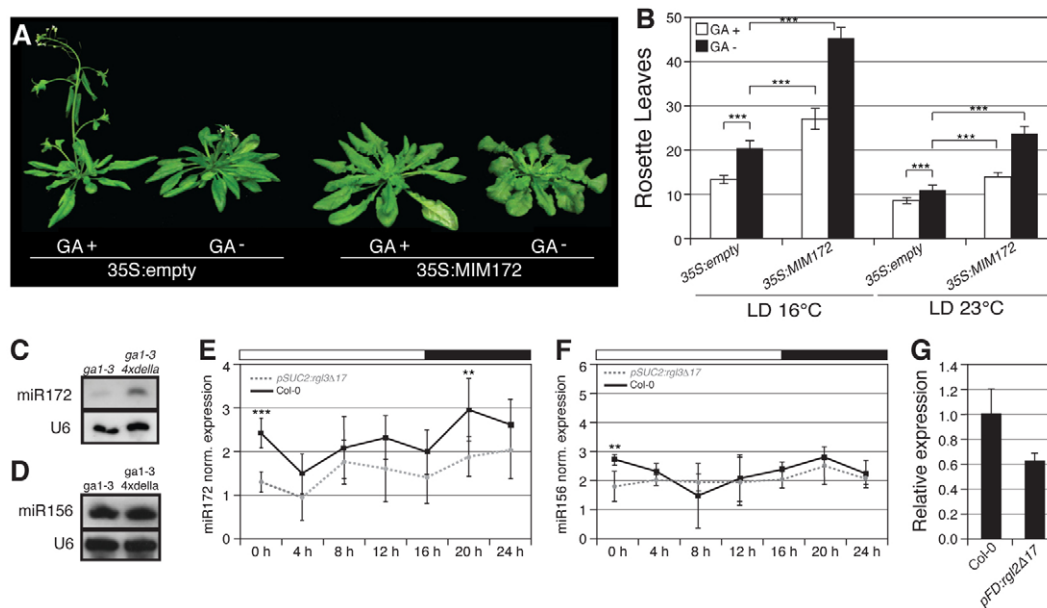 A
GA +
GA -
GA +
GA -
35S:empty
35S:MIM172
B
GA +
GA -
Rosette Leaves
50
40
30
20
10
0
***
***
***
***
***
***
35S:empty
35S:MIM172
35S:empty
35S:MIM172
LD 16°C
LD 23°C
C
ga1-3
ga1-3
4xdella
miR172
U6
D
ga1-3
ga1-3
4xdella
miR156
U6
E
pSUC2:rgl3Δ17
Col-0
miR172 norm. expression
4
3
2
1
0
***
**
0 h
4 h
8 h
12 h
16 h
20 h
24 h
F
pSUC2:rgl3Δ17
Col-0
miR156 norm. expression
6
5
4
3
2
1
0
**
0 h
4 h
8 h
12 h
16 h
20 h
24 h
G
Relative expression
1.4
1.2
1.0
0.8
0.6
0.4
0.2
0.0
Col-0
pFD:rgl2Δ17